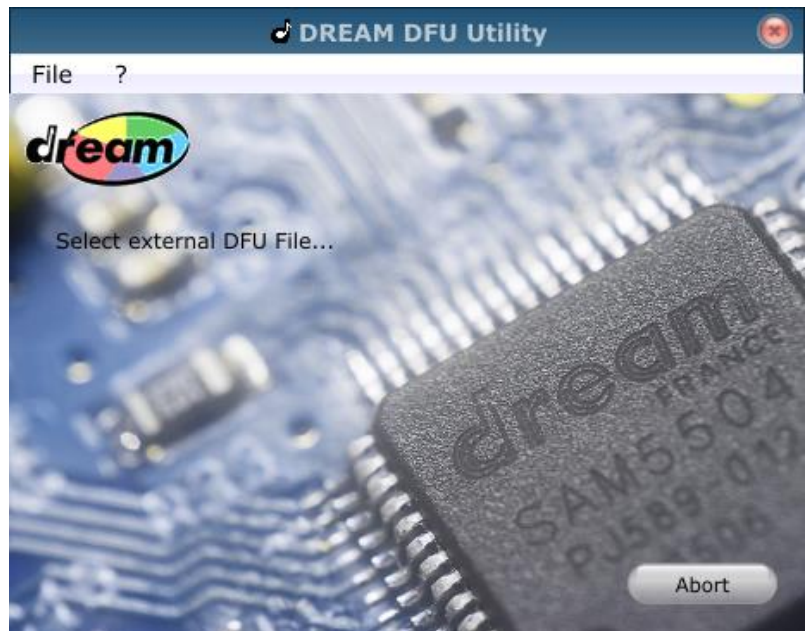 DREAM DFU Utility
File ?
dream
Select external DFU File...
dream
FRANCE
SAM5504
PJ589-012
Abort